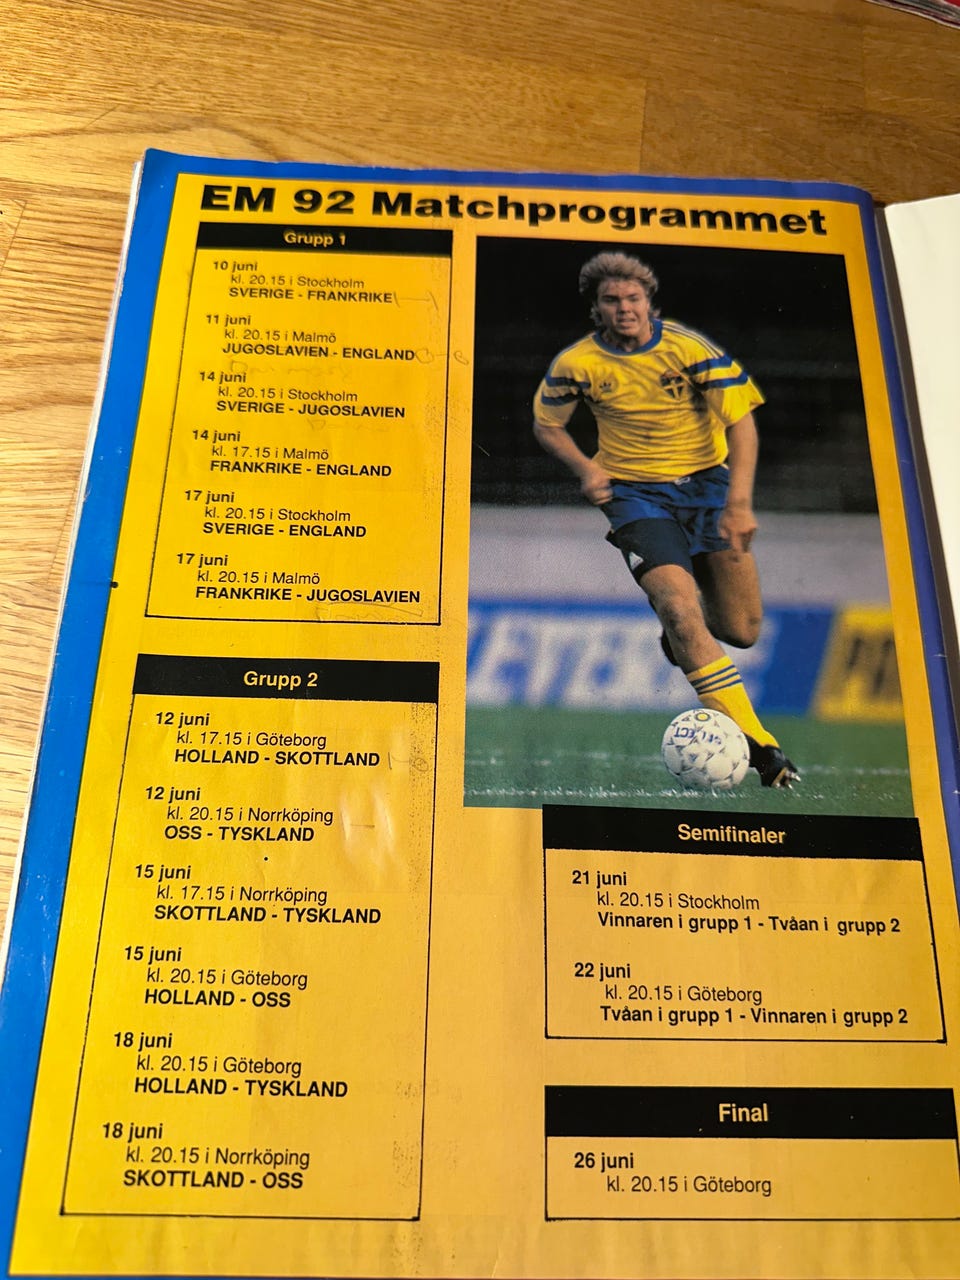 EM 92 Matchprogrammet
Grupp 1
10 juni
kl. 20.15 i Stockholm
SVERIGE - FRANKRIKE 1-1
11 juni
kl. 20.15 i Malmö
JUGOSLAVIEN - ENGLAND 0-0
14 juni
kl. 20.15 i Stockholm
SVERIGE - JUGOSLAVIEN
14 juni
kl. 17.15 i Malmö
FRANKRIKE - ENGLAND
17 juni
kl. 20.15 i Stockholm
SVERIGE - ENGLAND
17 juni
kl. 20.15 i Malmö
FRANKRIKE - JUGOSLAVIEN
Grupp 2
12 juni
kl. 17.15 i Göteborg
HOLLAND - SKOTTLAND 1-0
12 juni
kl. 20.15 i Norrköping
OSS - TYSKLAND
15 juni
kl. 17.15 i Norrköping
SKOTTLAND - TYSKLAND
15 juni
kl. 20.15 i Göteborg
HOLLAND - OSS
18 juni
kl. 20.15 i Göteborg
HOLLAND - TYSKLAND
18 juni
kl. 20.15 i Norrköping
SKOTTLAND - OSS
SELECT
Semifinaler
21 juni
kl. 20.15 i Stockholm
Vinnaren i grupp 1 - Tvåan i grupp 2
22 juni
kl. 20.15 i Göteborg
Tvåan i grupp 1 - Vinnaren i grupp 2
Final
26 juni
kl. 20.15 i Göteborg